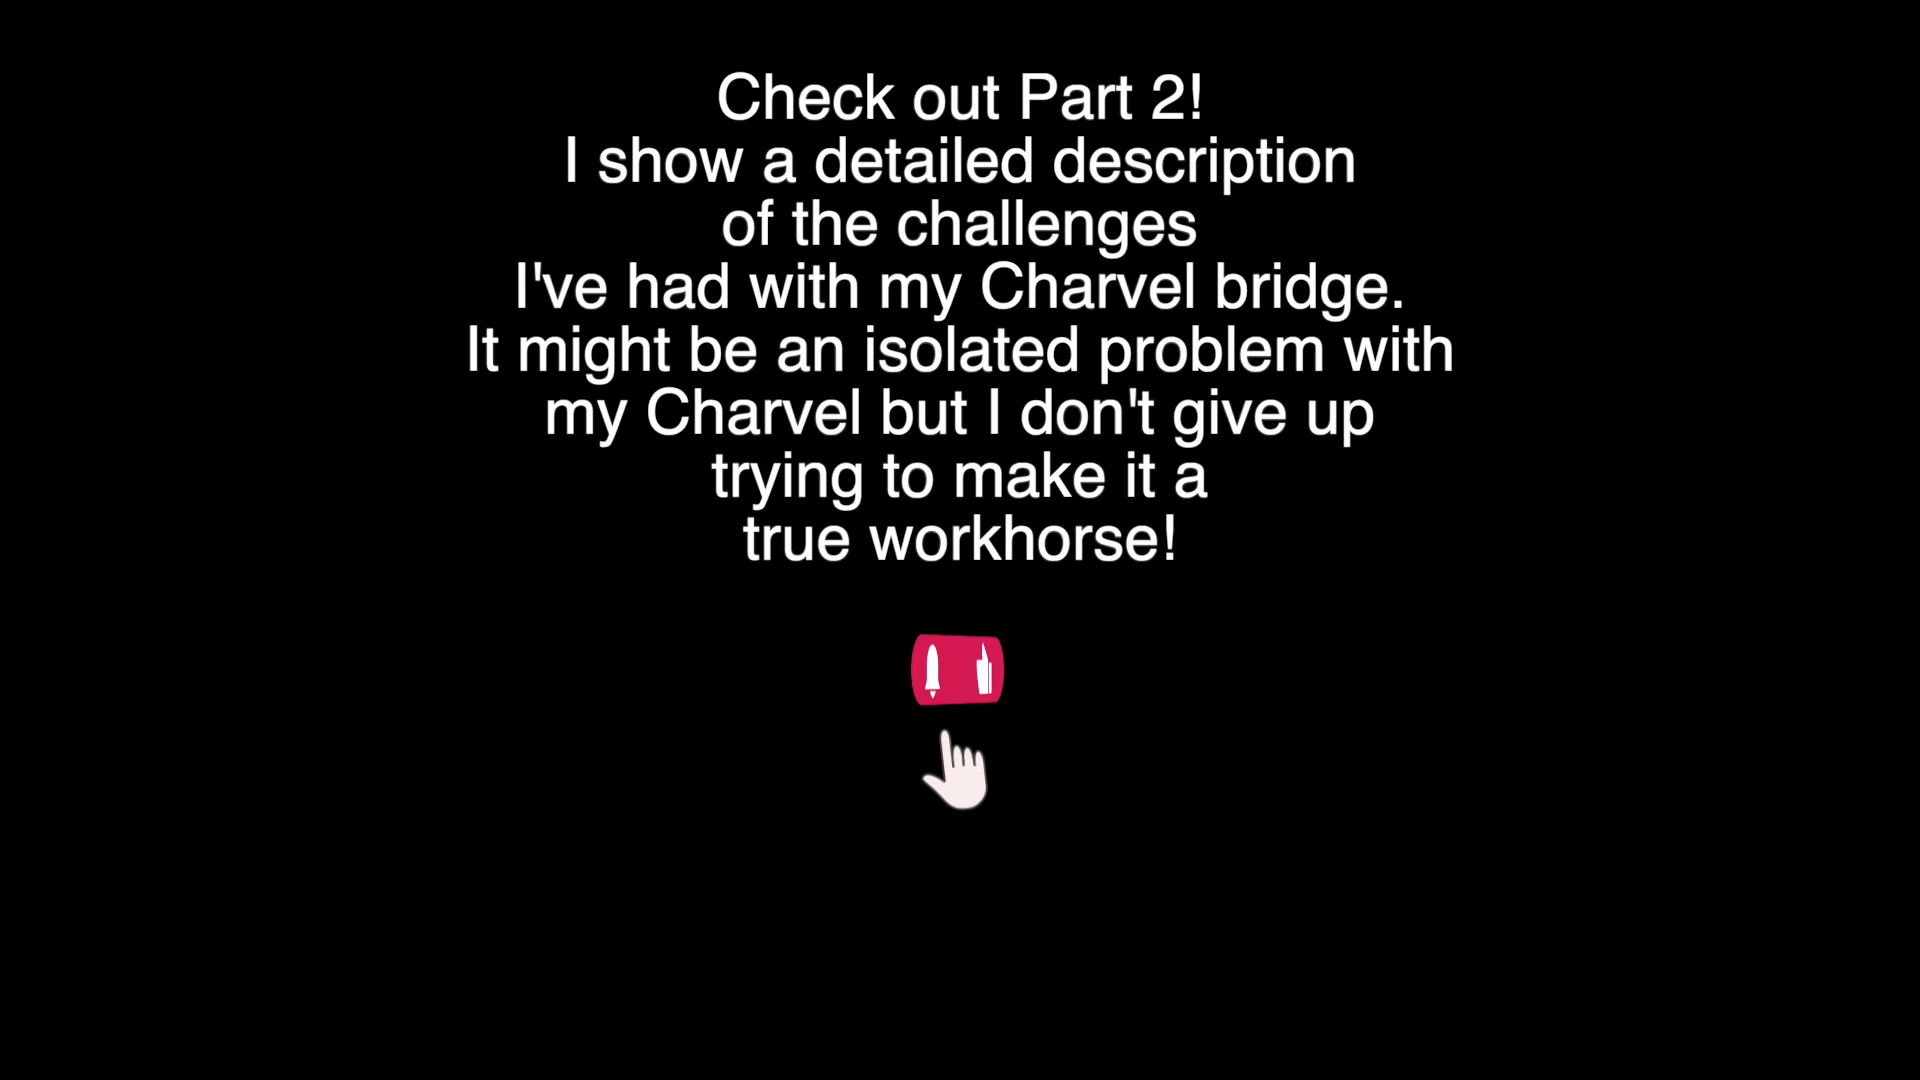 Check out Part 2!
I show a detailed description
of the challenges
I've had with my Charvel bridge.
It might be an isolated problem with
my Charvel but I don't give up
trying to make it a
true workhorse!